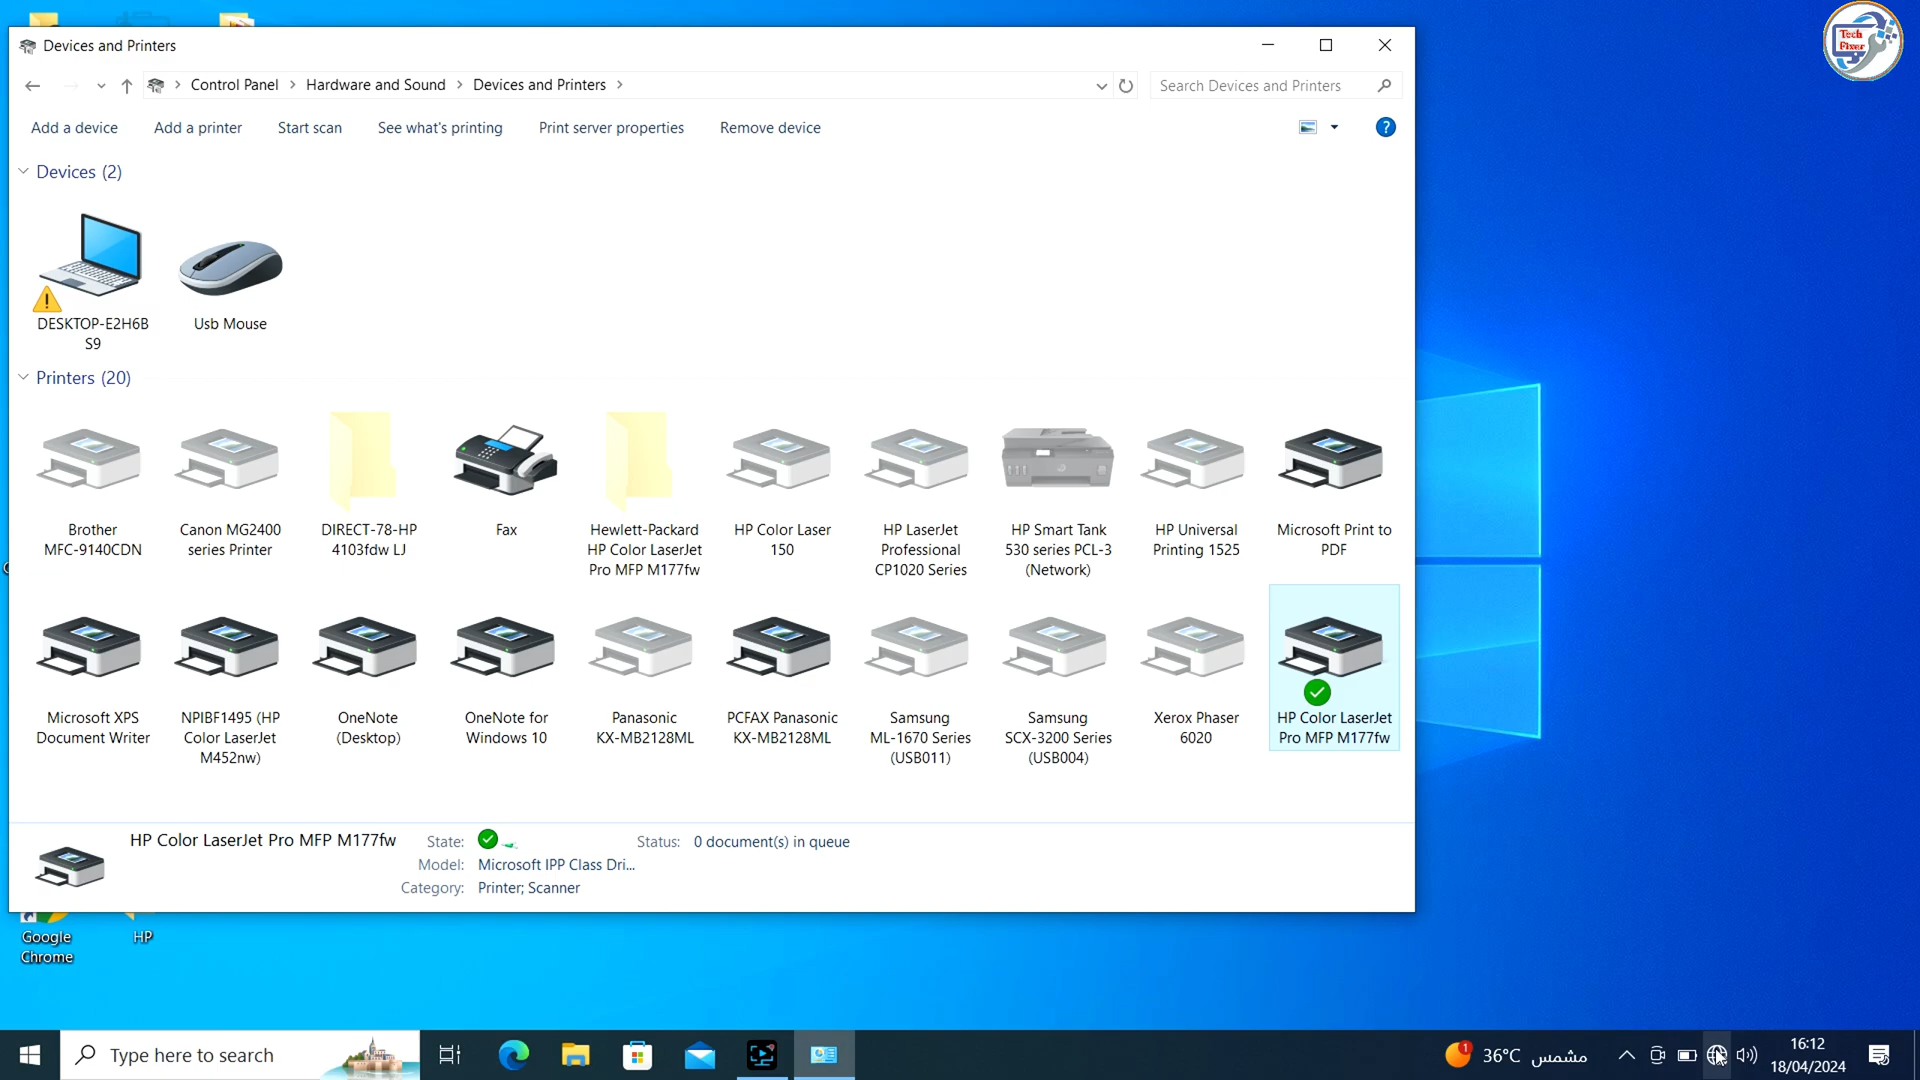 Devices and Printers
Control Panel
Hardware and Sound
Devices and Printers
Search Devices and Printers
Add a device
Add a printer
Start scan
See what's printing
Print server properties
Remove device
Devices (2)
DESKTOP-E2H6B
S9
Usb Mouse
Printers (20)
Brother
MFC-9140CDN
Canon MG2400
series Printer
DIRECT-78-HP
4103fdw LJ
Fax
Hewlett-Packard
HP Color LaserJet
Pro MFP M177fw
HP Color Laser
150
HP LaserJet
Professional
CP1020 Series
HP Smart Tank
530 series PCL-3
(Network)
HP Universal
Printing 1525
Microsoft Print to
PDF
Microsoft XPS
Document Writer
NPIBF1495 (HP
Color LaserJet
M452nw)
OneNote
(Desktop)
OneNote for
Windows 10
Panasonic
KX-MB2128ML
PCFAX Panasonic
KX-MB2128ML
Samsung
ML-1670 Series
(USB011)
Samsung
SCX-3200 Series
(USB004)
Xerox Phaser
6020
HP Color LaserJet
Pro MFP M177fw
HP Color LaserJet Pro MFP M177fw
State:
Status: 0 document(s) in queue
Model: Microsoft IPP Class Dri...
Category: Printer; Scanner
Google
Chrome
HP
Type here to search
1
36°C مشمس
16:12
18/04/2024
Tech
Fixer